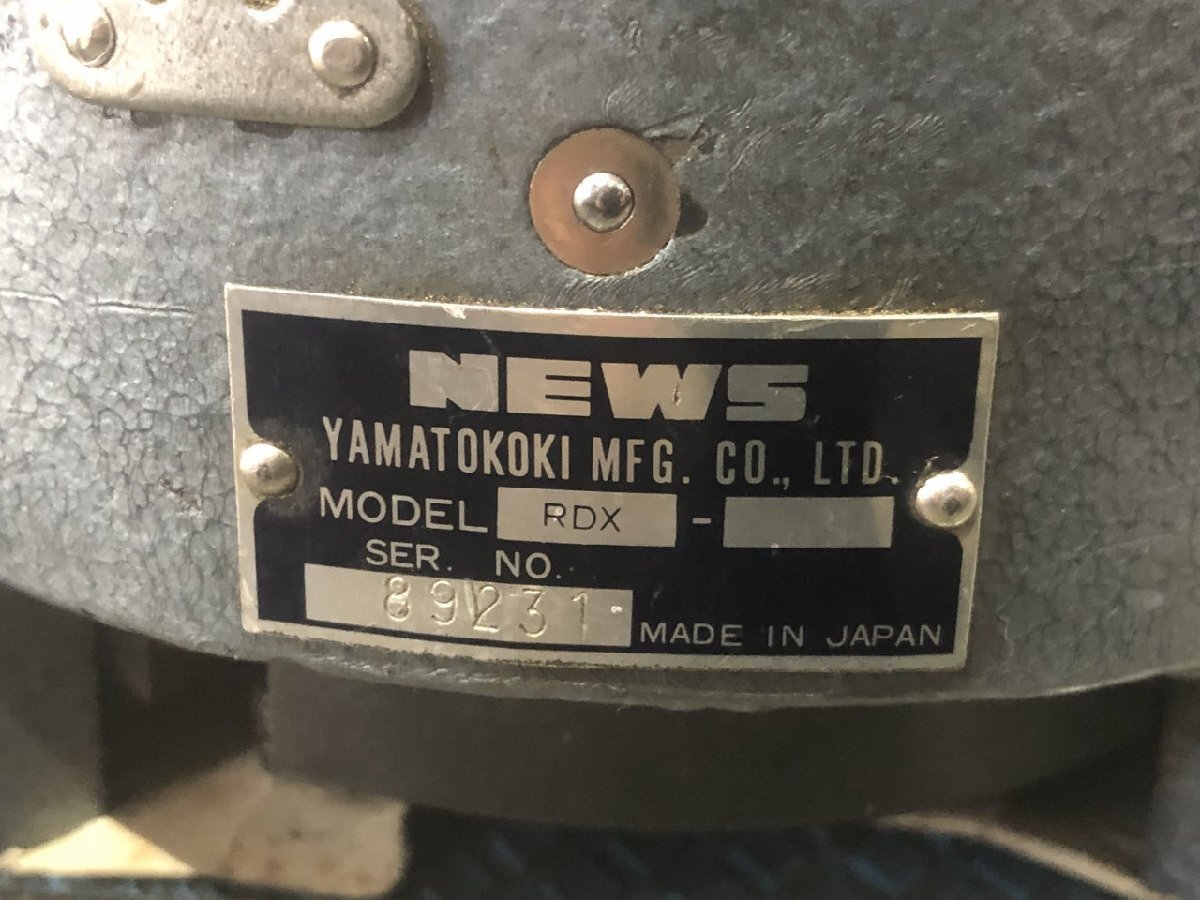 NEWS
YAMATOKOKI MFG. CO., LTD.
MODEL RDX -
SER. NO.
89231
MADE IN JAPAN